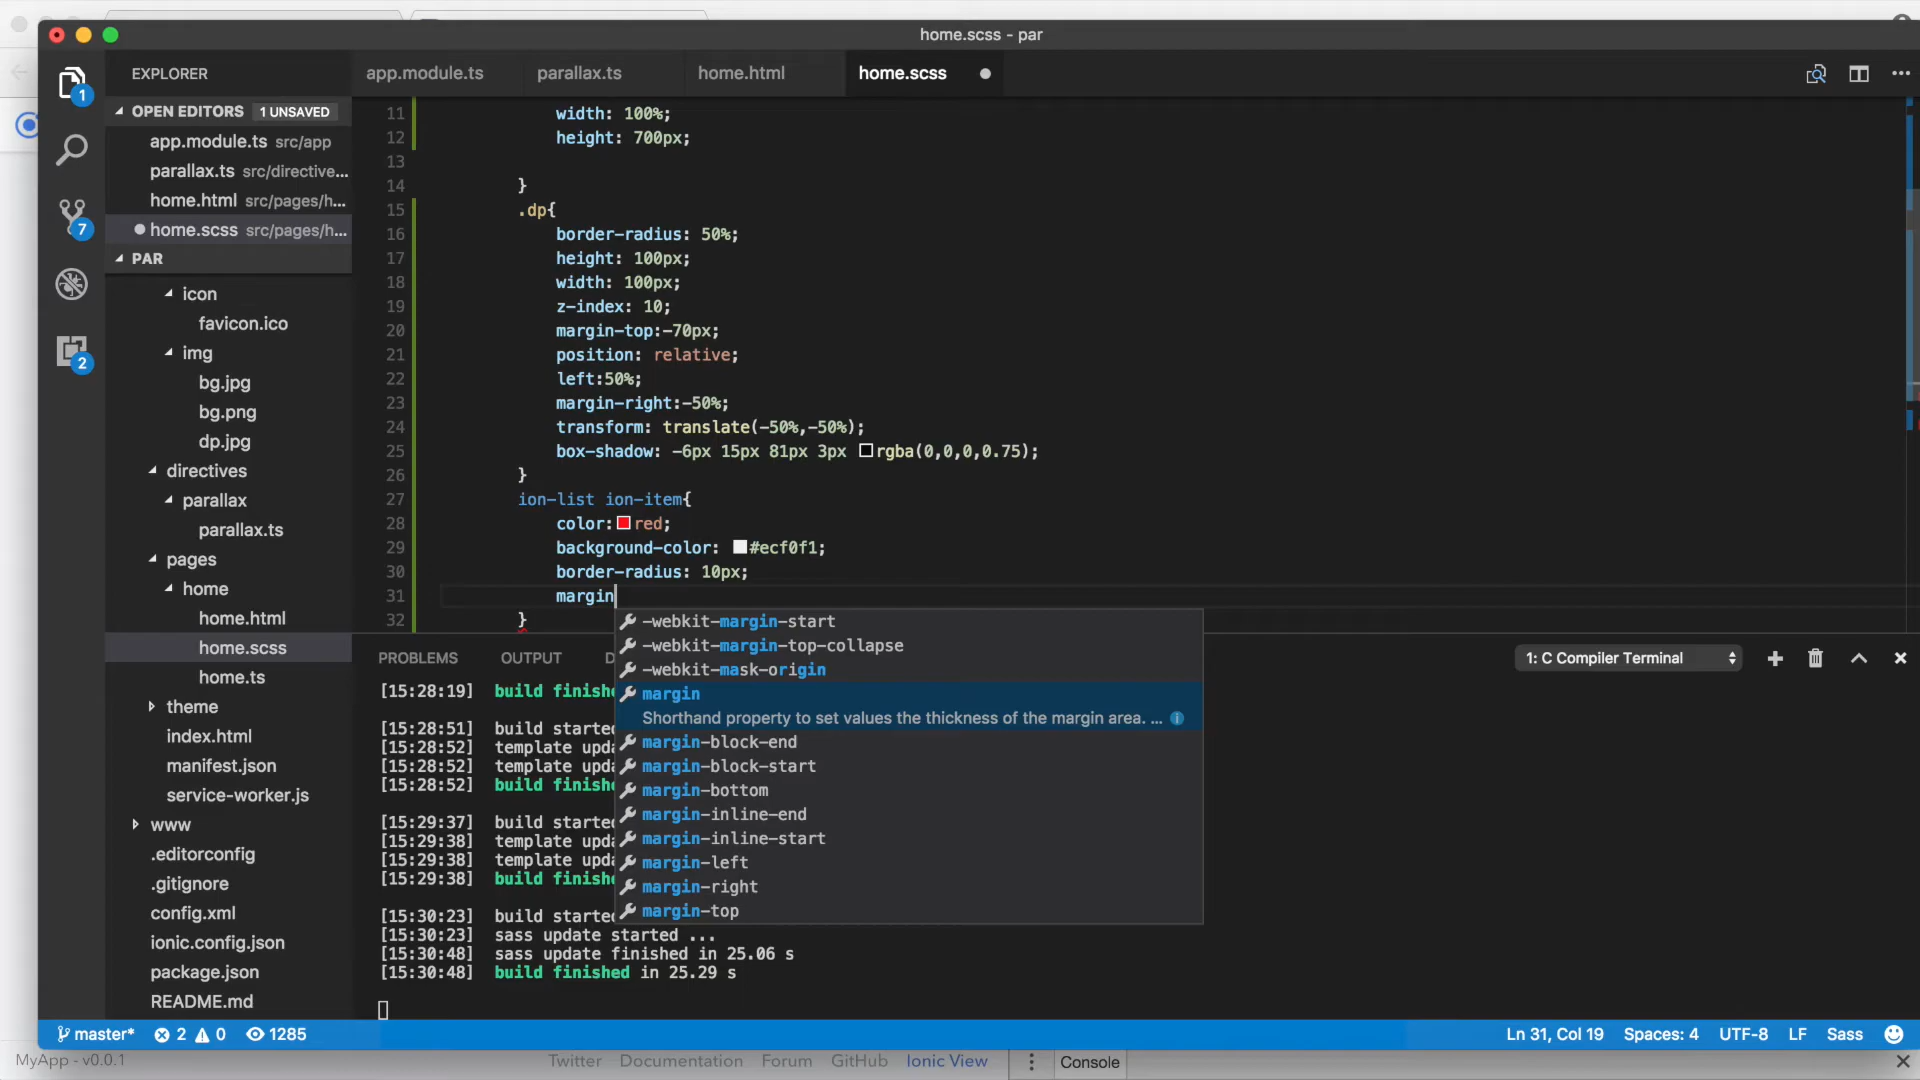 home.scss - par
EXPLORER
app.module.ts
parallax.ts
home.html
home.scss
OPEN EDITORS 1 UNSAVED
app.module.ts src/app
parallax.ts src/directive...
home.html src/pages/h...
home.scss src/pages/h...
PAR
icon
favicon.ico
img
bg.jpg
bg.png
dp.jpg
directives
parallax
parallax.ts
pages
home
home.html
home.scss
home.ts
theme
index.html
manifest.json
service-worker.js
www
.editorconfig
.gitignore
config.xml
ionic.config.json
package.json
README.md
1
7
2
11 width: 100%;
12 height: 700px;
13
14 }
15 .dp{
16 border-radius: 50%;
17 height: 100px;
18 width: 100px;
19 z-index: 10;
20 margin-top:-70px;
21 position: relative;
22 left:50%;
23 margin-right:-50%;
24 transform: translate(-50%,-50%);
25 box-shadow: -6px 15px 81px 3px rgba(0,0,0,0.75);
26 }
27 ion-list ion-item{
28 color:red;
29 background-color: #ecf0f1;
30 border-radius: 10px;
31 margin
32 }
-webkit-margin-start
-webkit-margin-top-collapse
-webkit-mask-origin
margin
Shorthand property to set values the thickness of the margin area. ...
margin-block-end
margin-block-start
margin-bottom
margin-inline-end
margin-inline-start
margin-left
margin-right
margin-top
PROBLEMS OUTPUT D
1: C Compiler Terminal
[15:28:19] build finishe
[15:28:51] build started
[15:28:52] template upda
[15:28:52] template upda
[15:28:52] build finishe
[15:29:37] build started
[15:29:38] template upda
[15:29:38] template upda
[15:29:38] build finishe
[15:30:23] build started
[15:30:23] sass update started ...
[15:30:48] sass update finished in 25.06 s
[15:30:48] build finished in 25.29 s
master* 2 0 1285
Ln 31, Col 19 Spaces: 4 UTF-8 LF Sass
MyApp - v0.0.1
Twitter Documentation Forum GitHub Ionic View
Console